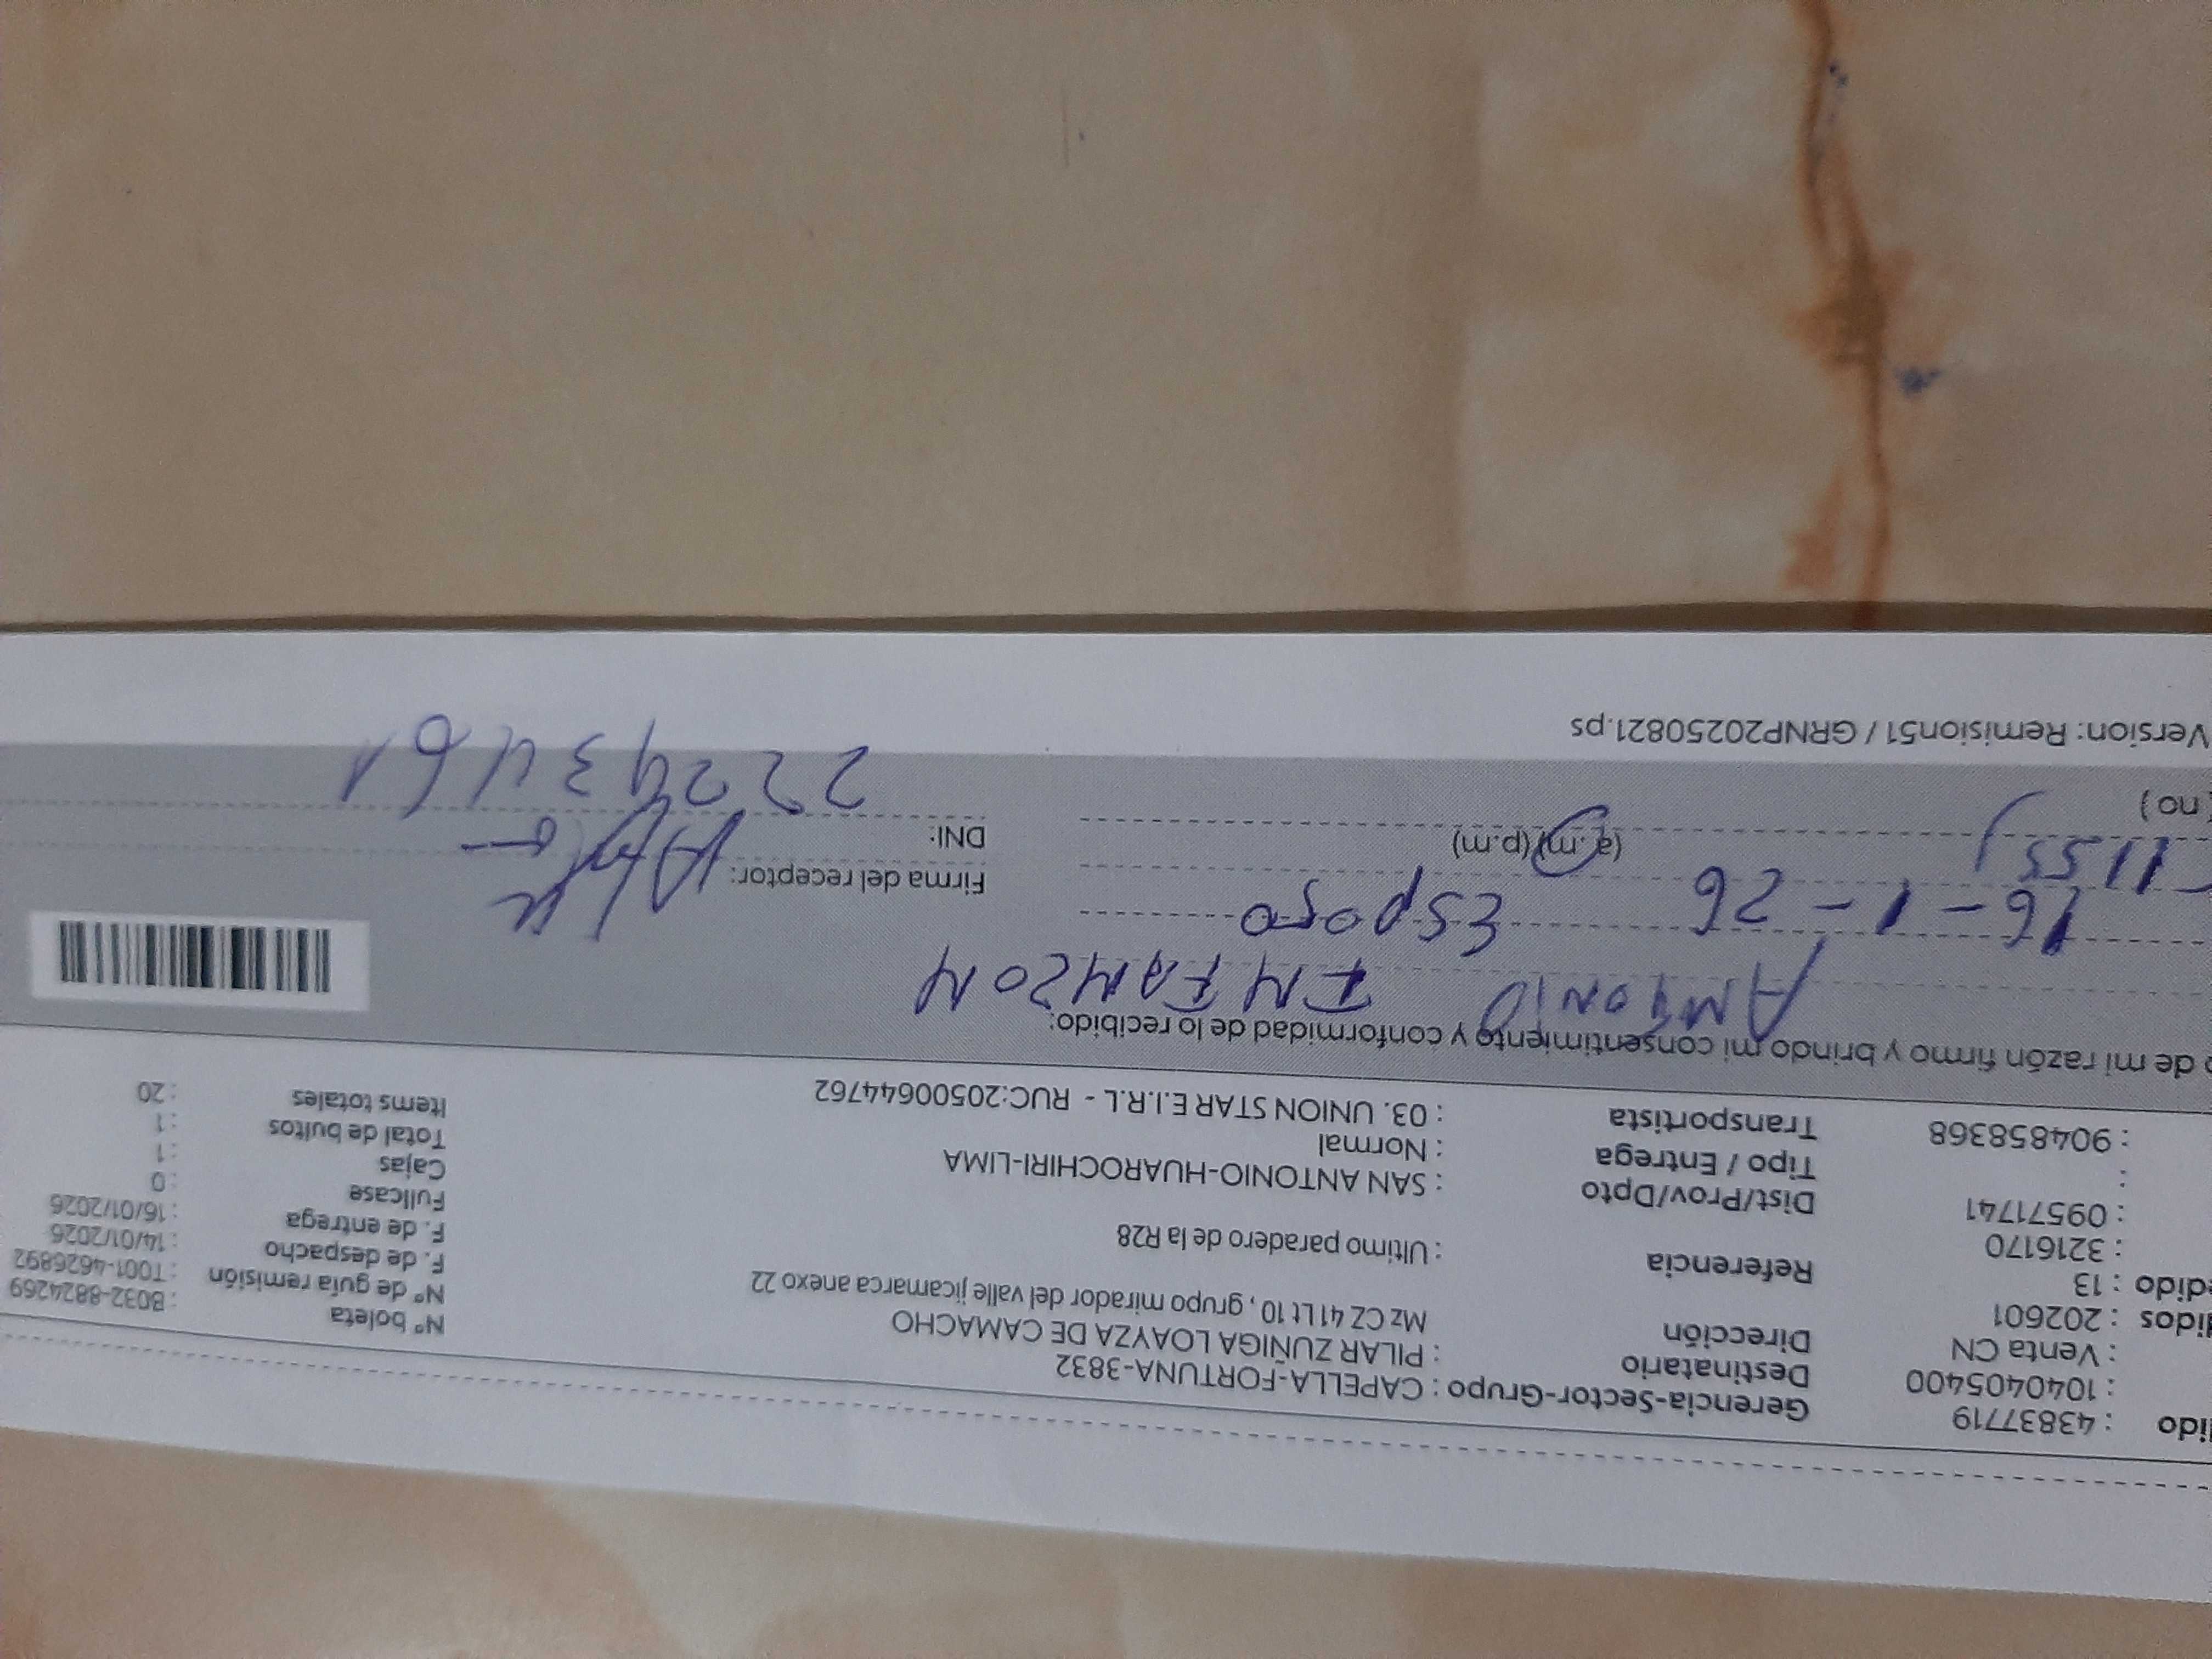 dido : 43837719 Gerencia-Sector-Grupo : CAPELLA-FORTUNA-3832
: 1040405400 Destinatario : PILAR ZUÑIGA LOAYZA DE CAMACHO Nº boleta : B032-8824269
: Venta CN Dirección Mz CZ 41 Lt 10 , grupo mirador del valle jicamarca anexo 22 Nº de guía remisión : T001-4626892
didos : 202601 F. de despacho : 14/01/2026
edido : 13 Referencia : Ultimo paradero de la R28 F. de entrega : 16/01/2026
: 3216170 Fullcase : 0
: 09571741 Dist/Prov/Dpto : SAN ANTONIO-HUAROCHIRI-LIMA Cajas : 1
: Tipo / Entrega : Normal Total de bultos : 1
: 904858368 Transportista : 03. UNION STAR E.I.R.L - RUC:20500644762 Items totales : 20
o de mi razón firmo y brindo mi consentimiento y conformidad de lo recibido:
ANTONIO
16-1-26 Esposo
11 55 (a.m)(p.m) Firma del receptor:
no ) DNI:
Version: Remision51 / GRNP20250821.ps